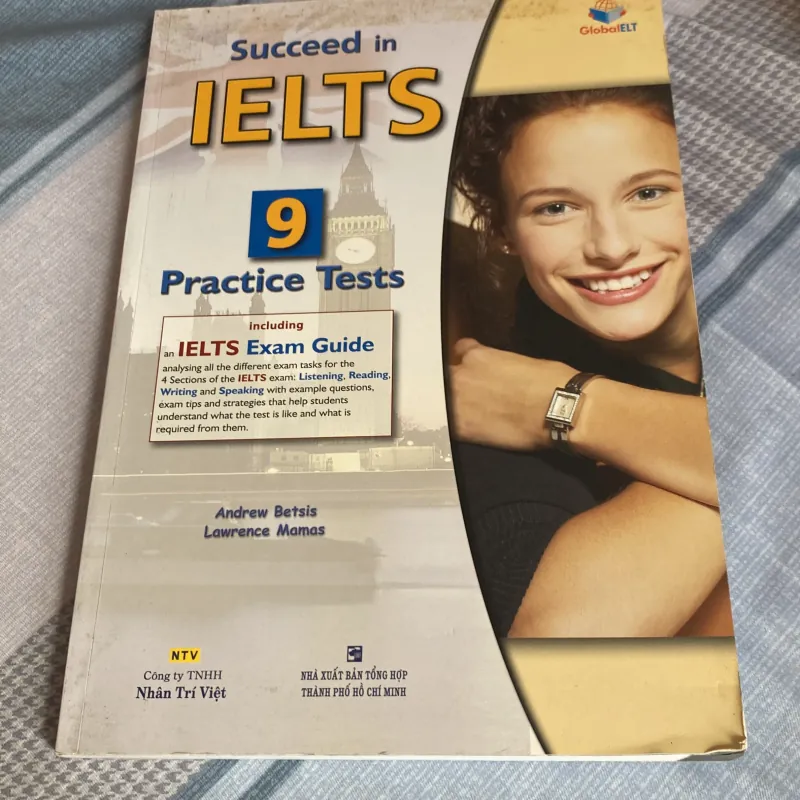 GlobalELT
Succeed in
IELTS
9
Practice Tests
including
an IELTS Exam Guide
analysing all the different exam tasks for the
4 Sections of the IELTS exam: Listening, Reading,
Writing and Speaking with example questions,
exam tips and strategies that help students
understand what the test is like and what is
required from them.
Andrew Betsis
Lawrence Mamas
NTV
Công ty TNHH
Nhân Trí Việt
NHÀ XUẤT BẢN TỔNG HỢP
THÀNH PHỐ HỒ CHÍ MINH